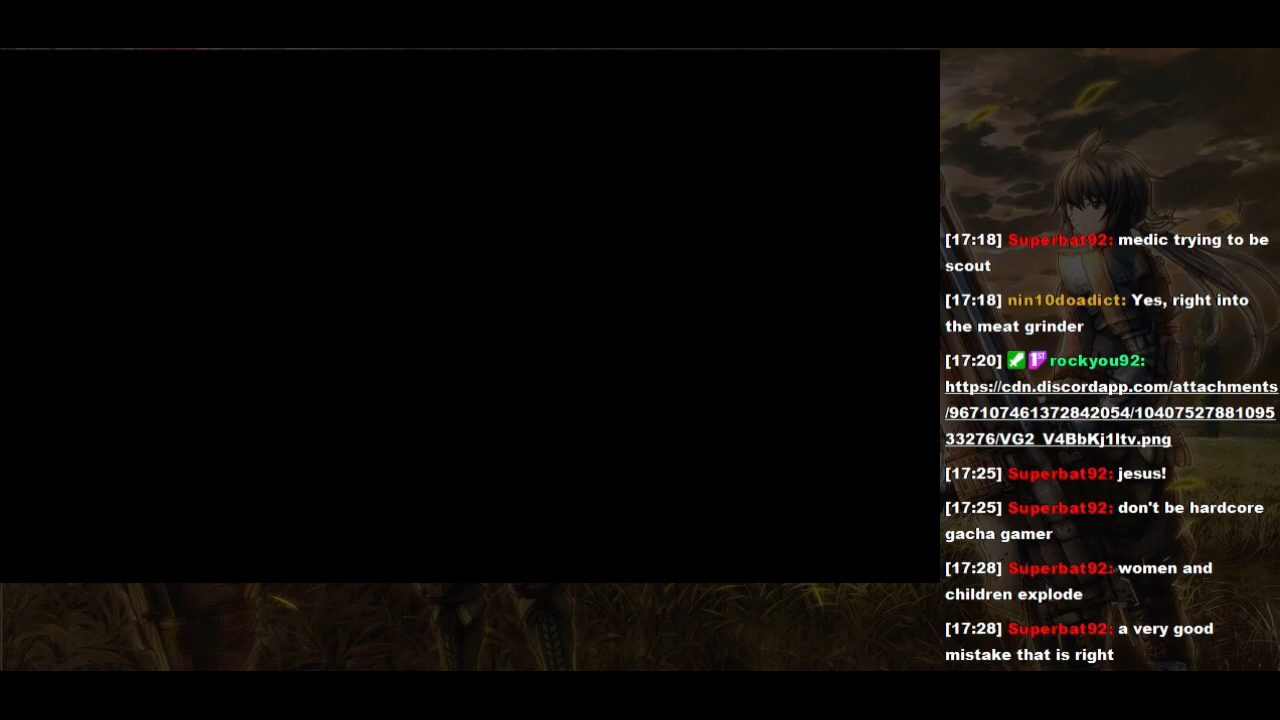 [17:18] Superbat92: medic trying to be
scout
[17:18] nin10doadict: Yes, right into
the meat grinder
[17:20] 1ST rockyou92:
https://cdn.discordapp.com/attachments
/967107461372842054/10407527881095
33276/VG2_V4BbKj1ltv.png
[17:25] Superbat92: jesus!
[17:25] Superbat92: don't be hardcore
gacha gamer
[17:28] Superbat92: women and
children explode
[17:28] Superbat92: a very good
mistake that is right